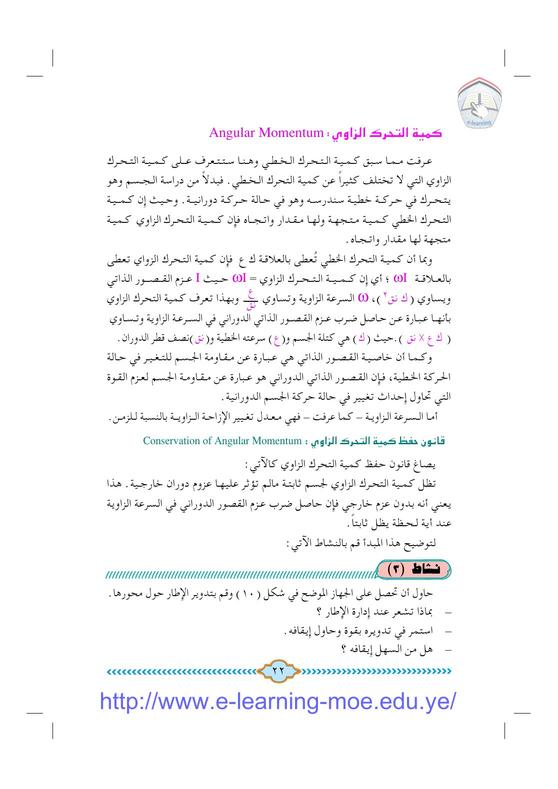 e-learning
كمية التحرك الزاوي : Angular Momentum
عرفت مما سبق كمية التحرك الخطي وهنا ستتعرف على كمية التحرك
الزاوي التي لا تختلف كثيراً عن كمية التحرك الخطي . فبدلاً من دراسة الجسم وهو
يتحرك في حركة خطية سندرسه وهو في حالة حركة دورانية . وحيث إن كمية
التحرك الخطي كمية متجهة ولها مقدار واتجاه فإن كمية التحرك الزاوي كمية
متجهة لها مقدار واتجاه .
وبما أن كمية التحرك الخطي تُعطى بالعلاقة ك ع فإن كمية التحرك الزواي تعطى
بالعلاقة ωI ؛ أي إن كمية التحرك الزاوي = ωI حيث I عزم القصور الذاتي
ويساوي ( ك نق٢ ) ، ω السرعة الزاوية وتساوي ع/نق وبهذا تعرف كمية التحرك الزاوي
بأنها عبارة عن حاصل ضرب عزم القصور الذاتي الدوراني في السرعة الزاوية وتساوي
( ك ع × نق ) . حيث ( ك ) هي كتلة الجسم و( ع ) سرعته الخطية و( نق )نصف قطر الدوران .
وكما أن خاصية القصور الذاتي هي عبارة عن مقاومة الجسم للتغير في حالة
الحركة الخطية، فإن القصور الذاتي الدوراني هو عبارة عن مقاومة الجسم لعزم القوة
التي تحاول إحداث تغيير في حالة حركة الجسم الدورانية .
أما السرعة الزاوية – كما عرفت – فهي معدل تغيير الإزاحة الزاوية بالنسبة للزمن .
قانون حفظ كمية التحرك الزاوي : Conservation of Angular Momentum
يصاغ قانون حفظ كمية التحرك الزاوي كالآتي :
تظل كمية التحرك الزاوي لجسم ثابتة مالم تؤثر عليها عزوم دوران خارجية . هذا
يعني أنه بدون عزم خارجي فإن حاصل ضرب عزم القصور الدوراني في السرعة الزاوية
عند أية لحظة يظل ثابتاً .
لتوضيح هذا المبدأ قم بالنشاط الآتي :
نشاط (٣)
حاول أن تحصل على الجهاز الموضح في شكل ( ١٠ ) وقم بتدوير الإطار حول محورها .
– بماذا تشعر عند إدارة الإطار ؟
– استمر في تدويره بقوة وحاول إيقافه .
– هل من السهل إيقافه ؟
٢٢
http://www.e-learning-moe.edu.ye/